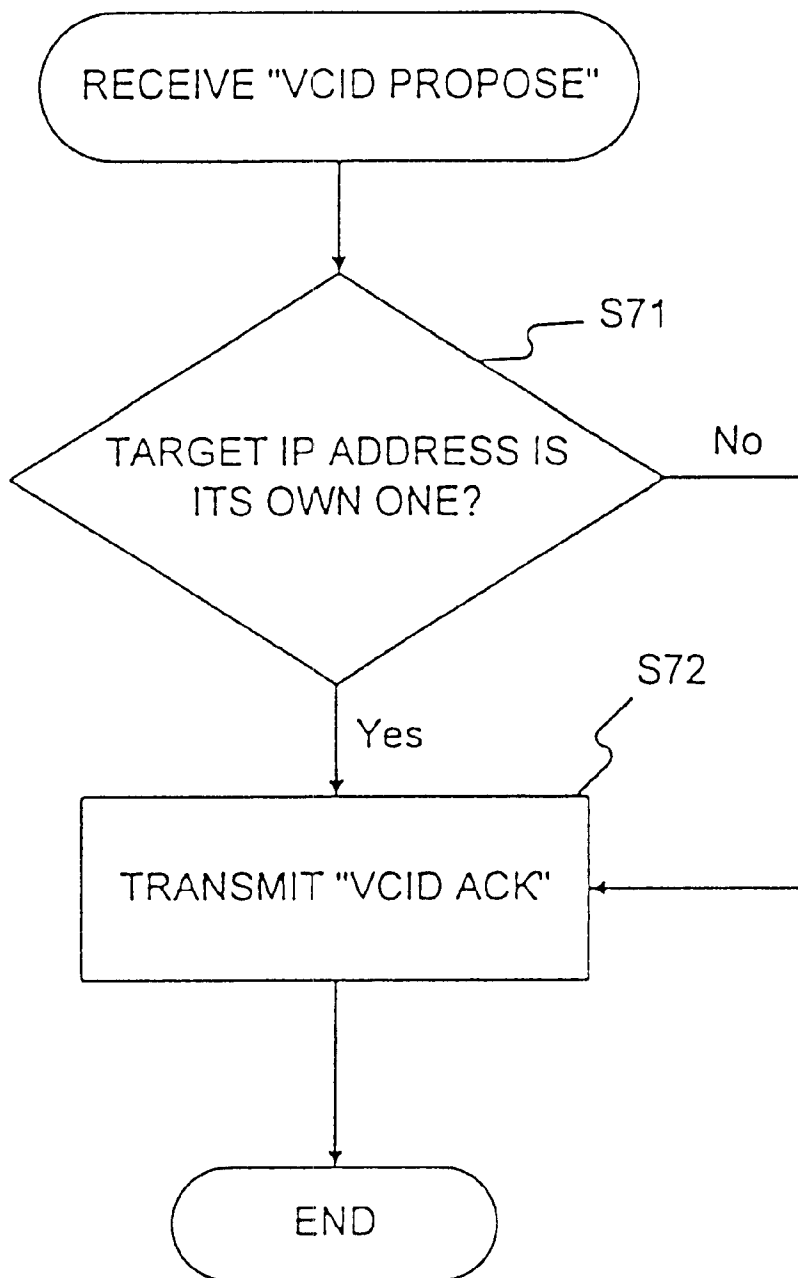 RECEIVE "VCID PROPOSE"
S71
TARGET IP ADDRESS IS
ITS OWN ONE?
No
S72
Yes
TRANSMIT "VCID ACK"
END